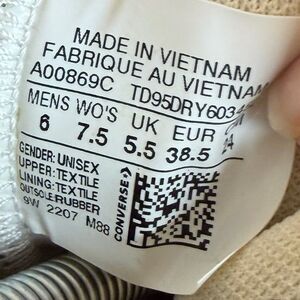 MADE IN VIETNAM
FABRIQUE AU VIETNAM
A00869C TD95DRY603
MENS WO'S UK EUR
6 7.5 5.5 38.5 24
GENDER: UNISEX
UPPER: TEXTILE
LINING: TEXTILE
OUTSOLE: RUBBER
9W 2207 M88
CONVERSE